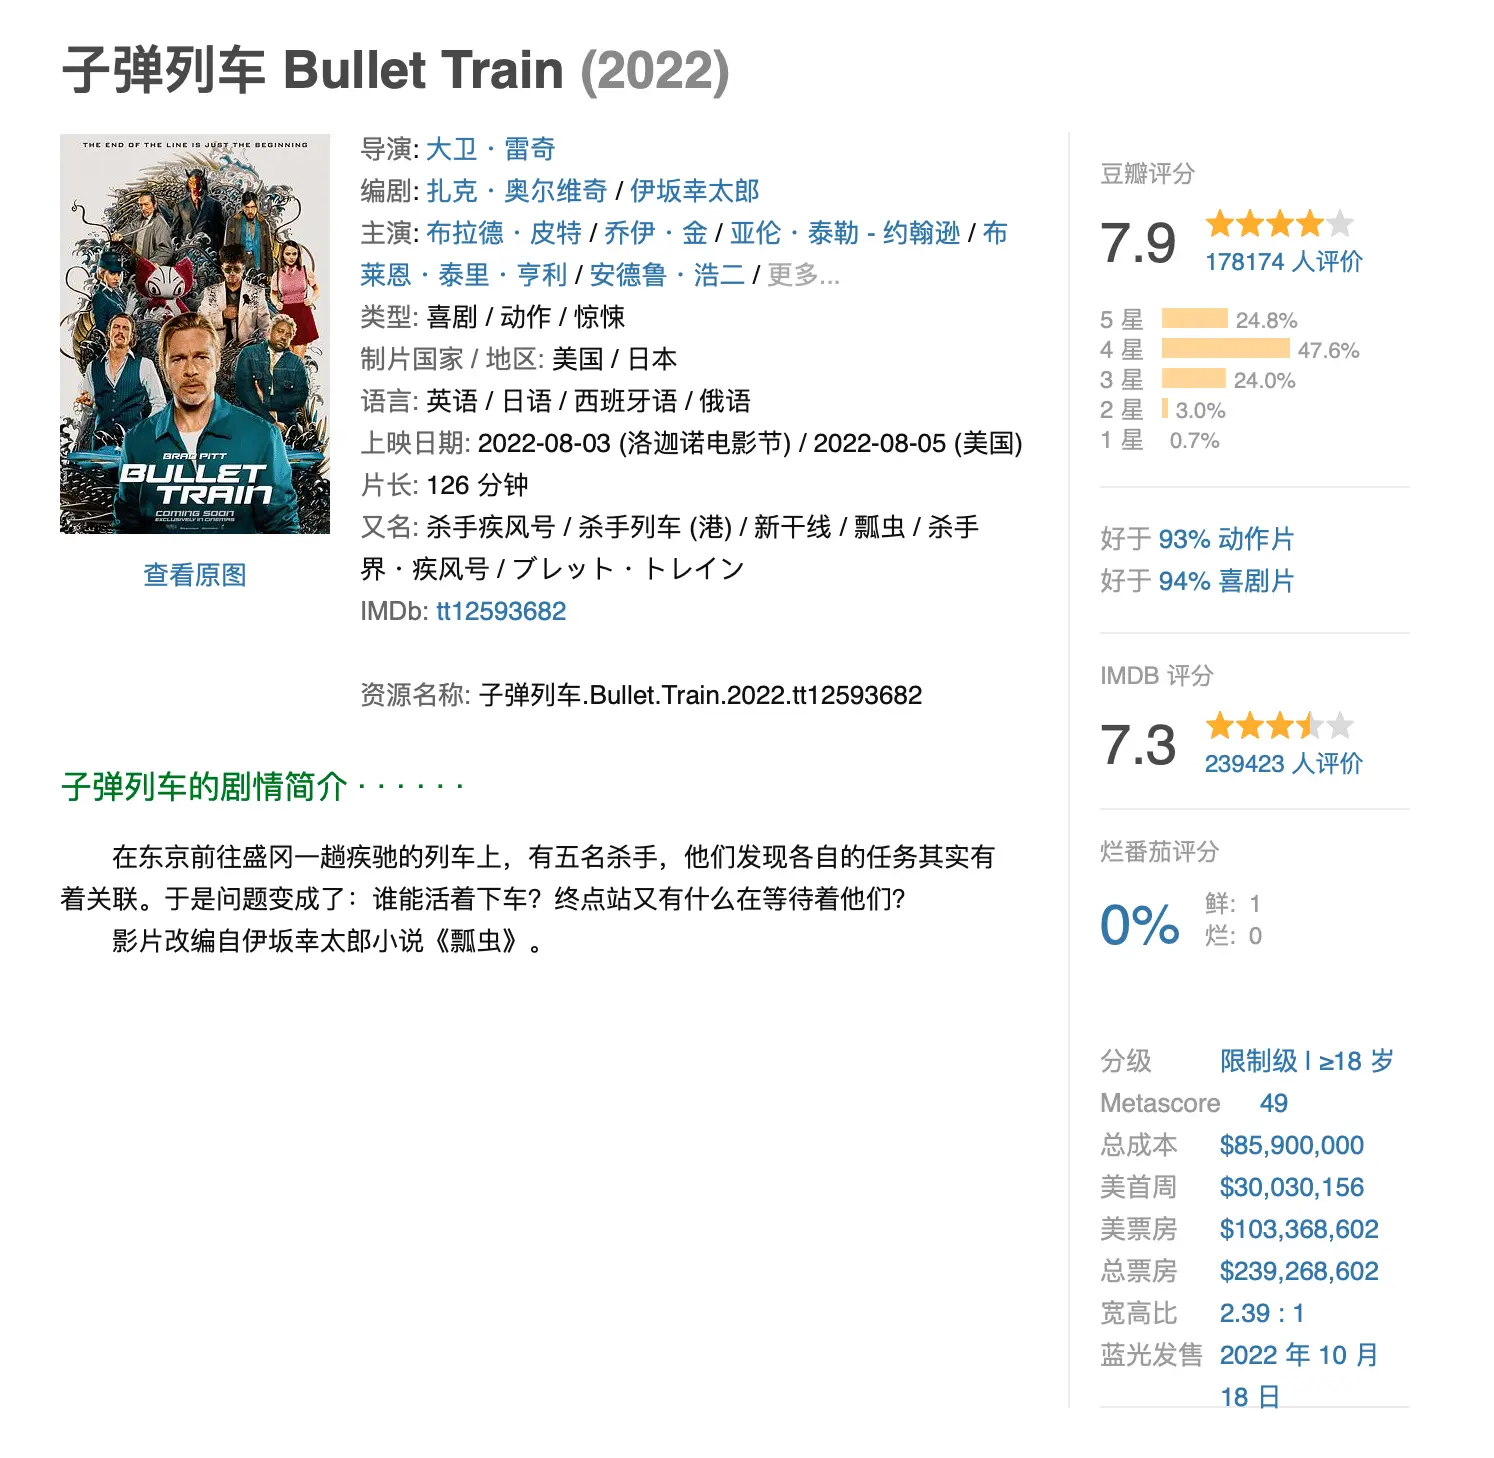 子弹列车 Bullet Train (2022)
THE END OF THE LINE IS JUST THE BEGINNING
BRAD PITT
BULLET
TRAIN
COMING SOON
EXCLUSIVELY IN CINEMAS
查看原图
导演: 大卫 · 雷奇
编剧: 扎克 · 奥尔维奇 / 伊坂幸太郎
主演: 布拉德 · 皮特 / 乔伊 · 金 / 亚伦 · 泰勒 - 约翰逊 / 布
莱恩 · 泰里 · 亨利 / 安德鲁 · 浩二 / 更多...
类型: 喜剧 / 动作 / 惊悚
制片国家 / 地区: 美国 / 日本
语言: 英语 / 日语 / 西班牙语 / 俄语
上映日期: 2022-08-03 (洛迦诺电影节) / 2022-08-05 (美国)
片长: 126 分钟
又名: 杀手疾风号 / 杀手列车 (港) / 新干线 / 瓢虫 / 杀手
界 · 疾风号 / ブレット · トレイン
IMDb: tt12593682
资源名称: 子弹列车.Bullet.Train.2022.tt12593682
子弹列车的剧情简介 · · · · · ·
在东京前往盛冈一趟疾驰的列车上，有五名杀手，他们发现各自的任务其实有
着关联。于是问题变成了：谁能活着下车？终点站又有什么在等待着他们？
影片改编自伊坂幸太郎小说《瓢虫》。
豆瓣评分
7.9
178174 人评价
5 星 24.8%
4 星 47.6%
3 星 24.0%
2 星 3.0%
1 星 0.7%
好于 93% 动作片
好于 94% 喜剧片
IMDB 评分
7.3
239423 人评价
烂番茄评分
0%
鲜: 1
烂: 0
分级 限制级 | ≥18 岁
Metascore 49
总成本 $85,900,000
美首周 $30,030,156
美票房 $103,368,602
总票房 $239,268,602
宽高比 2.39 : 1
蓝光发售 2022 年 10 月
18 日